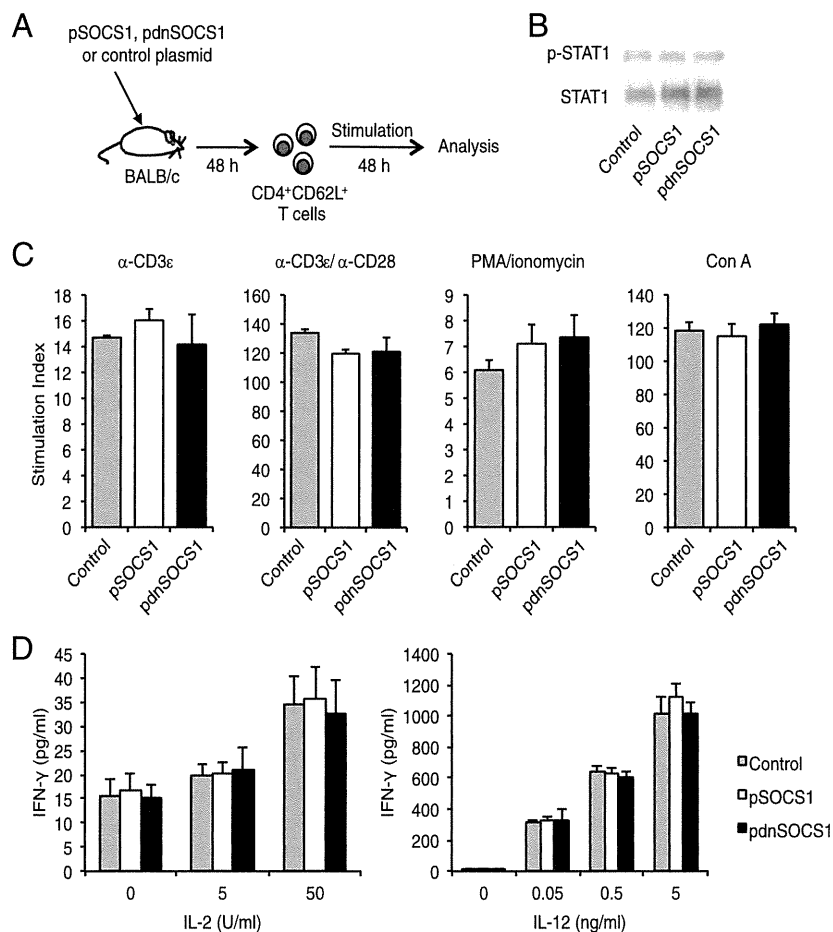 A
pSOCS1, pdnSOCS1
or control plasmid
BALB/c
48 h
CD4+CD62L+
T cells
Stimulation
48 h
Analysis
B
p-STAT1
STAT1
Control
pSOCS1
pdnSOCS1
C
α-CD3ε
Stimulation Index
18
16
14
12
10
8
6
4
2
0
Control
pSOCS1
pdnSOCS1
α-CD3ε/ α-CD28
160
140
120
100
80
60
40
20
0
Control
pSOCS1
pdnSOCS1
PMA/ionomycin
9
8
7
6
5
4
3
2
1
0
Control
pSOCS1
pdnSOCS1
Con A
140
120
100
80
60
40
20
0
Control
pSOCS1
pdnSOCS1
D
IFN-γ (pg/ml)
45
40
35
30
25
20
15
10
5
0
0 5 50
IL-2 (U/ml)
IFN-γ (pg/ml)
1400
1200
1000
800
600
400
200
0
0 0.05 0.5 5
IL-12 (ng/ml)
Control
pSOCS1
pdnSOCS1